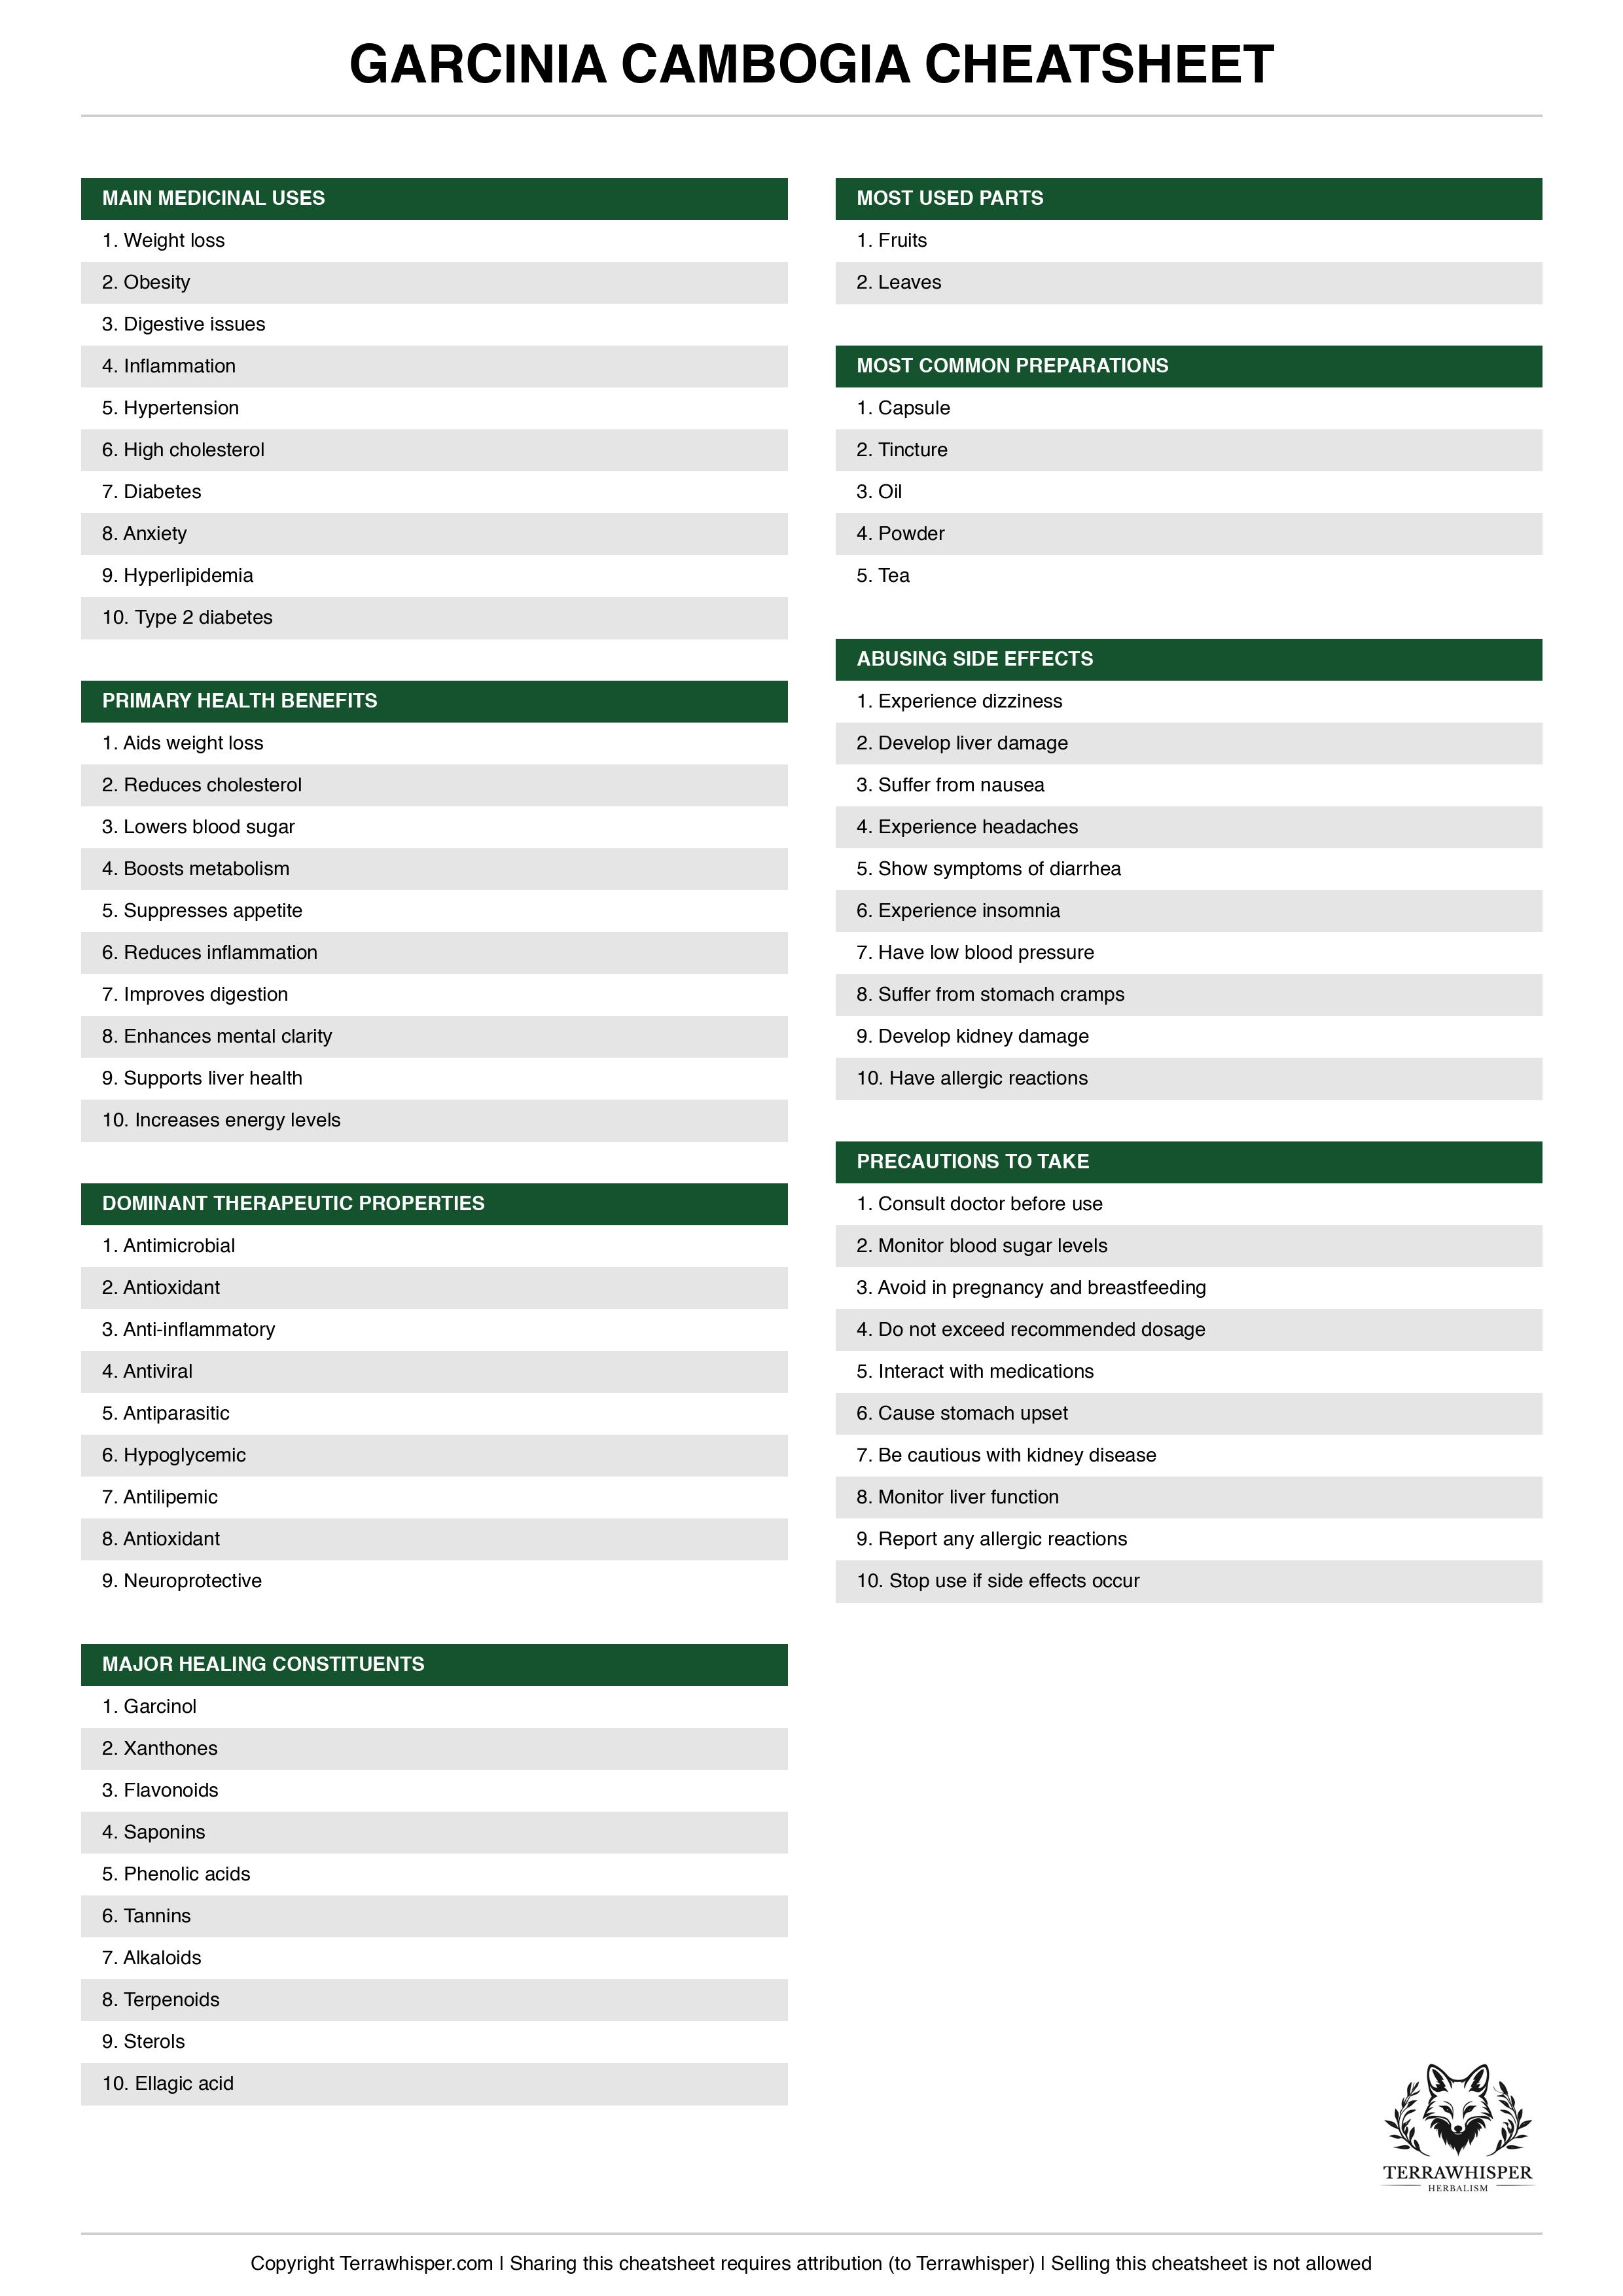 GARCINIA CAMBOGIA CHEATSHEET
MAIN MEDICINAL USES
1. Weight loss
2. Obesity
3. Digestive issues
4. Inflammation
5. Hypertension
6. High cholesterol
7. Diabetes
8. Anxiety
9. Hyperlipidemia
10. Type 2 diabetes
PRIMARY HEALTH BENEFITS
1. Aids weight loss
2. Reduces cholesterol
3. Lowers blood sugar
4. Boosts metabolism
5. Suppresses appetite
6. Reduces inflammation
7. Improves digestion
8. Enhances mental clarity
9. Supports liver health
10. Increases energy levels
DOMINANT THERAPEUTIC PROPERTIES
1. Antimicrobial
2. Antioxidant
3. Anti-inflammatory
4. Antiviral
5. Antiparasitic
6. Hypoglycemic
7. Antilipemic
8. Antioxidant
9. Neuroprotective
MAJOR HEALING CONSTITUENTS
1. Garcinol
2. Xanthones
3. Flavonoids
4. Saponins
5. Phenolic acids
6. Tannins
7. Alkaloids
8. Terpenoids
9. Sterols
10. Ellagic acid
MOST USED PARTS
1. Fruits
2. Leaves
MOST COMMON PREPARATIONS
1. Capsule
2. Tincture
3. Oil
4. Powder
5. Tea
ABUSING SIDE EFFECTS
1. Experience dizziness
2. Develop liver damage
3. Suffer from nausea
4. Experience headaches
5. Show symptoms of diarrhea
6. Experience insomnia
7. Have low blood pressure
8. Suffer from stomach cramps
9. Develop kidney damage
10. Have allergic reactions
PRECAUTIONS TO TAKE
1. Consult doctor before use
2. Monitor blood sugar levels
3. Avoid in pregnancy and breastfeeding
4. Do not exceed recommended dosage
5. Interact with medications
6. Cause stomach upset
7. Be cautious with kidney disease
8. Monitor liver function
9. Report any allergic reactions
10. Stop use if side effects occur
TERRAWHISPER
HERBALISM
Copyright Terrawhisper.com | Sharing this cheatsheet requires attribution (to Terrawhisper) | Selling this cheatsheet is not allowed